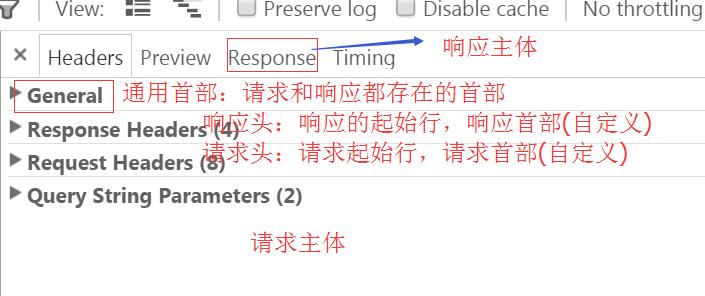 View: Preserve log Disable cache No throttling
× Headers Preview Response Timing 响应主体
General 通用首部：请求和响应都存在的首部
Response Headers (4) 响应头：响应的起始行，响应首部(自定义)
Request Headers (8) 请求头：请求起始行，请求首部(自定义)
Query String Parameters (2)
请求主体